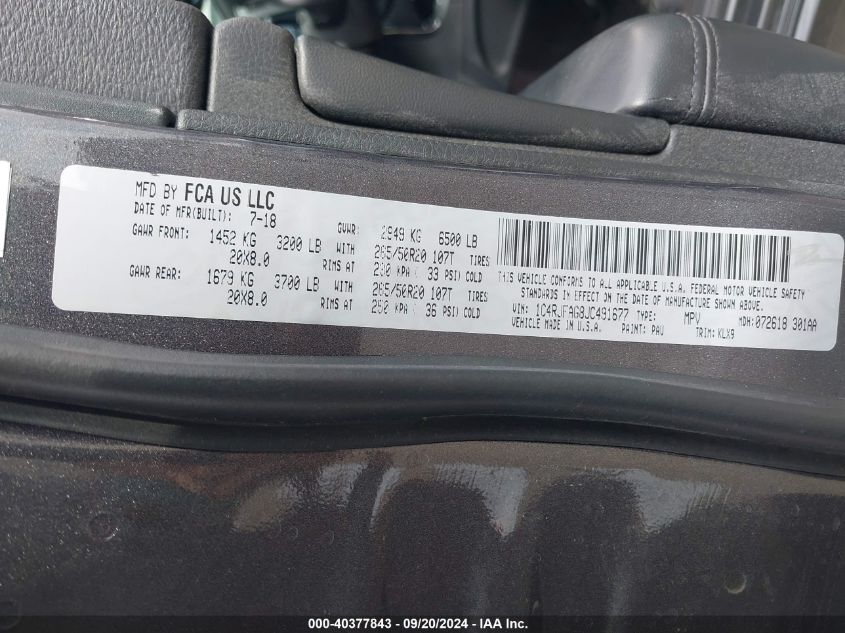 MFD BY FCA US LLC
DATE OF MFR(BUILT): 7-18 GVWR: 2949 KG 6500 LB
GAWR FRONT: 1452 KG 3200 LB WITH 265/50R20 107T TIRES
20X8.0 RIMS AT 230 KPA( 33 PSI) COLD
GAWR REAR: 1679 KG 3700 LB WITH 265/50R20 107T TIRES
20X8.0 RIMS AT 250 KPA( 36 PSI) COLD
THIS VEHICLE CONFORMS TO ALL APPLICABLE U.S.A. FEDERAL MOTOR VEHICLE SAFETY
STANDARDS IN EFFECT ON THE DATE OF MANUFACTURE SHOWN ABOVE.
VIN: 1C4RJFAG8JC491677 TYPE: MPV MDH: 072618 301AA
VEHICLE MADE IN U.S.A. PAINT: PAU TRIM: KLX9
000-40377843 - 09/20/2024 - IAA Inc.